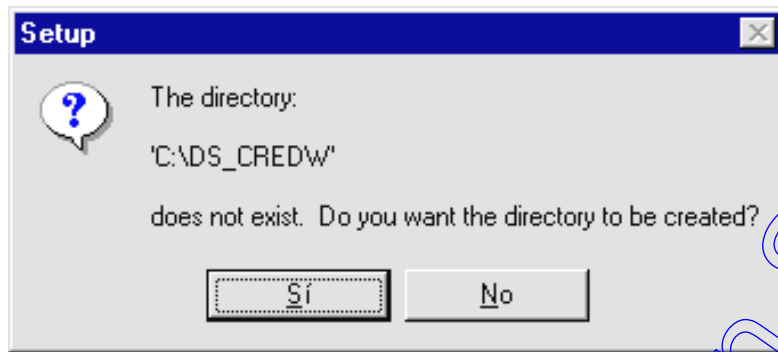 Setup
The directory:
'C:\DS_CREDW"
does not exist. Do you want the directory to be created?
Sí
No